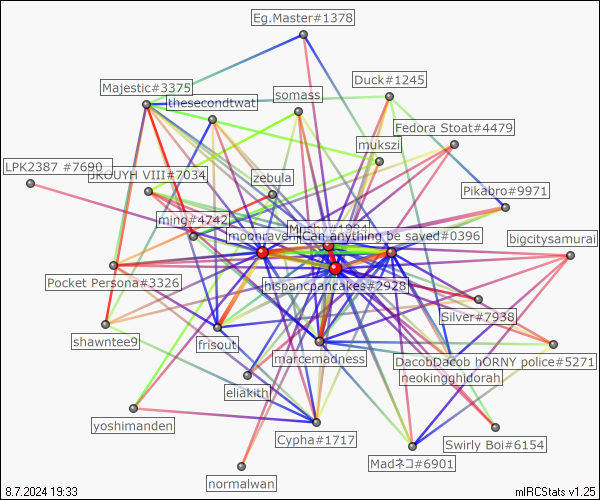 Eg.Master#1378
Duck#1245
Majestic#3375
somass
thesecondtwat
Fedora Stoat#4479
mukszi
LPK2387 #7690
JKOUYH VIII#7034
zebula
Pikabro#9971
ming#4742
moonraven
Can anything be saved#0396
bigcitysamurai
Pocket Persona#3326
hispancpancakes#2928
Silver#7938
shawntee9
frisout
marcemadness
DacobDacob hORNY police#5271
neokingghidorah
eliakith
yoshimanden
Cypha#1717
Swirly Boi#6154
Madネコ#6901
normalwan
8.7.2024 19:33
mIRCStats v1.25